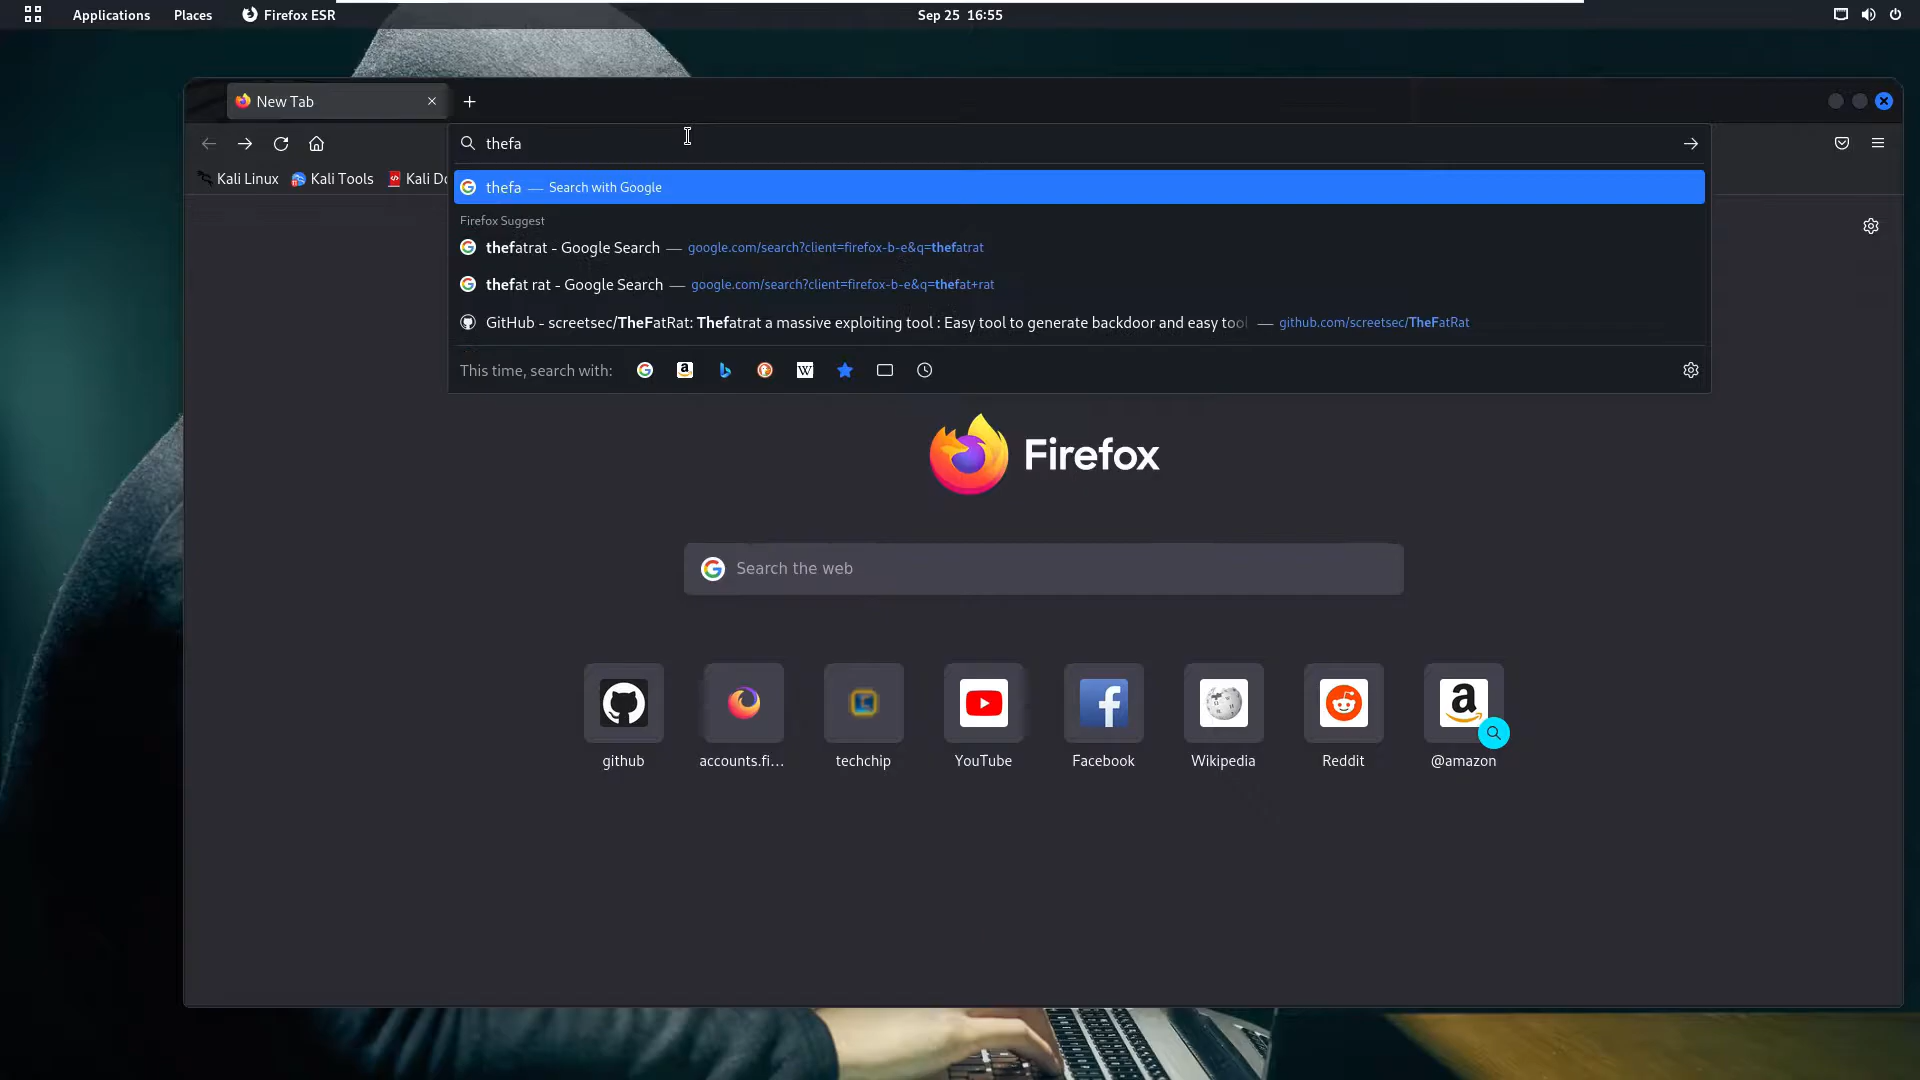 Applications Places Firefox ESR Sep 25 16:55
New Tab
thefa
Kali Linux Kali Tools Kali Do
thefa — Search with Google
Firefox Suggest
thefatrat - Google Search — google.com/search?client=firefox-b-e&q=thefatrat
thefat rat - Google Search — google.com/search?client=firefox-b-e&q=thefat+rat
GitHub - screetsec/TheFatRat: Thefatrat a massive exploiting tool : Easy tool to generate backdoor and easy tool — github.com/screetsec/TheFatRat
This time, search with:
Firefox
Search the web
github accounts.fi... techchip YouTube Facebook Wikipedia Reddit @amazon